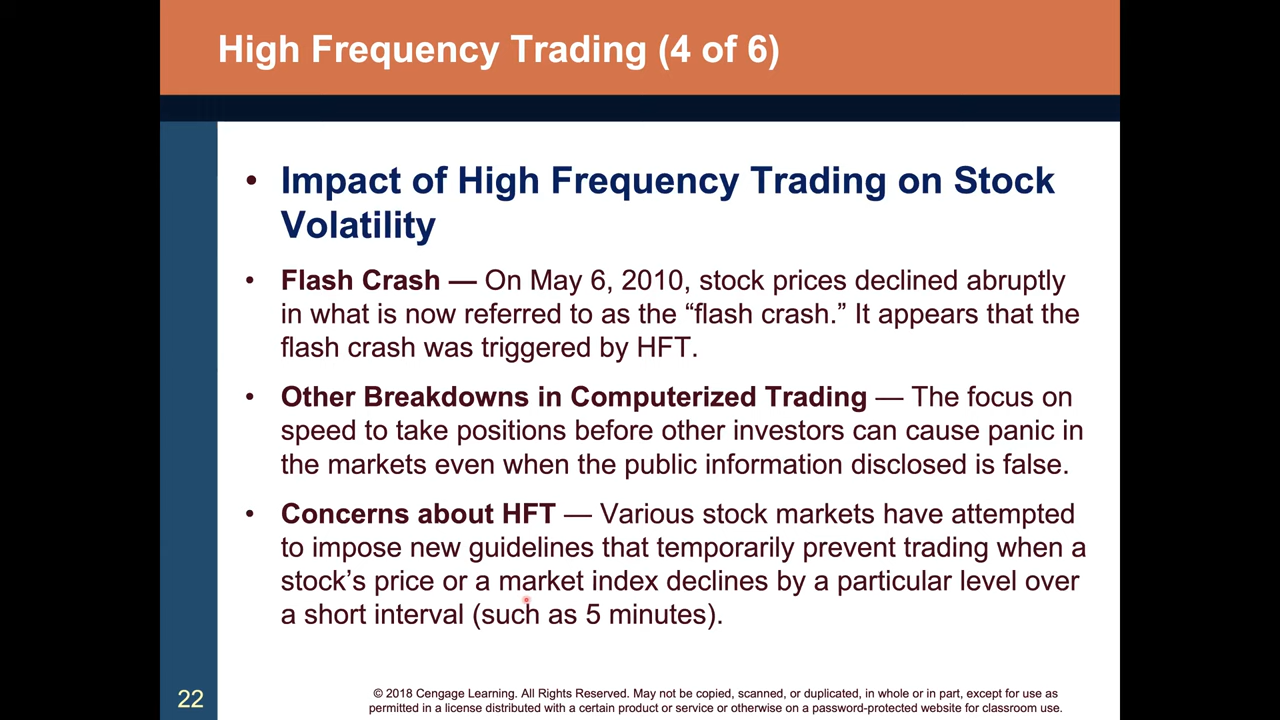 High Frequency Trading (4 of 6)
• Impact of High Frequency Trading on Stock
Volatility
• Flash Crash — On May 6, 2010, stock prices declined abruptly
in what is now referred to as the “flash crash.” It appears that the
flash crash was triggered by HFT.
• Other Breakdowns in Computerized Trading — The focus on
speed to take positions before other investors can cause panic in
the markets even when the public information disclosed is false.
• Concerns about HFT — Various stock markets have attempted
to impose new guidelines that temporarily prevent trading when a
stock’s price or a market index declines by a particular level over
a short interval (such as 5 minutes).
22
© 2018 Cengage Learning. All Rights Reserved. May not be copied, scanned, or duplicated, in whole or in part, except for use as
permitted in a license distributed with a certain product or service or otherwise on a password-protected website for classroom use.